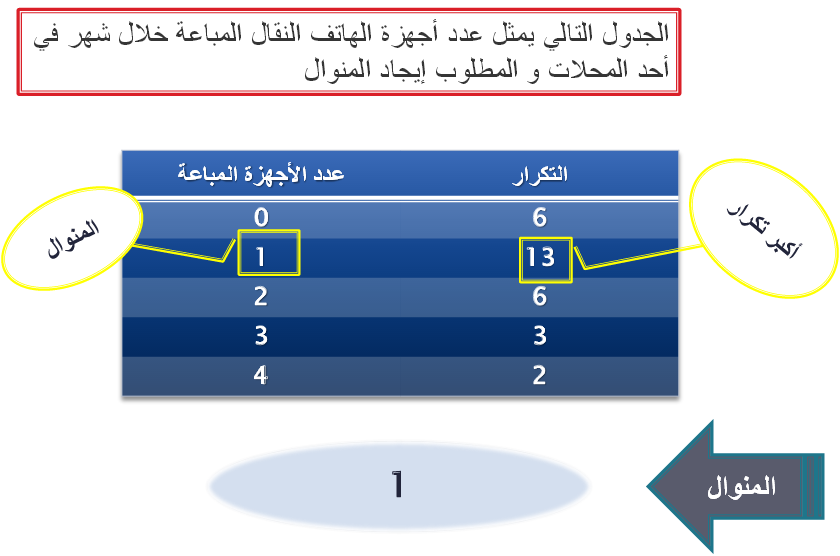 الجدول التالي يمثل عدد أجهزة الهاتف النقال المباعة خلال شهر في
أحد المحلات و المطلوب إيجاد المنوال
عدد الأجهزة المباعة التكرار
0 6
1 13
2 6
3 3
4 2
أكبر تكرار
المنوال
المنوال
1